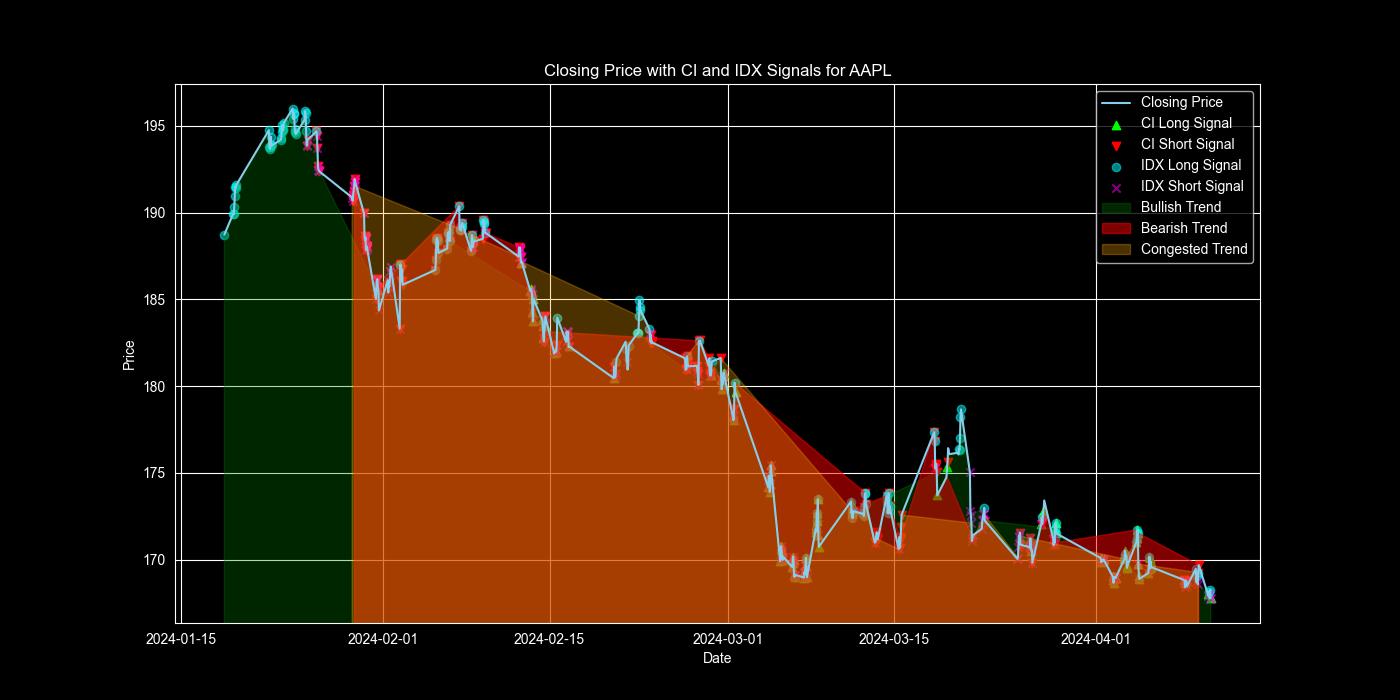 Closing Price with CI and IDX Signals for AAPL
Closing Price
CI Long Signal
CI Short Signal
IDX Long Signal
IDX Short Signal
Bullish Trend
Bearish Trend
Congested Trend
Price
195
190
185
180
175
170
2024-01-15
2024-02-01
2024-02-15
2024-03-01
2024-03-15
2024-04-01
Date